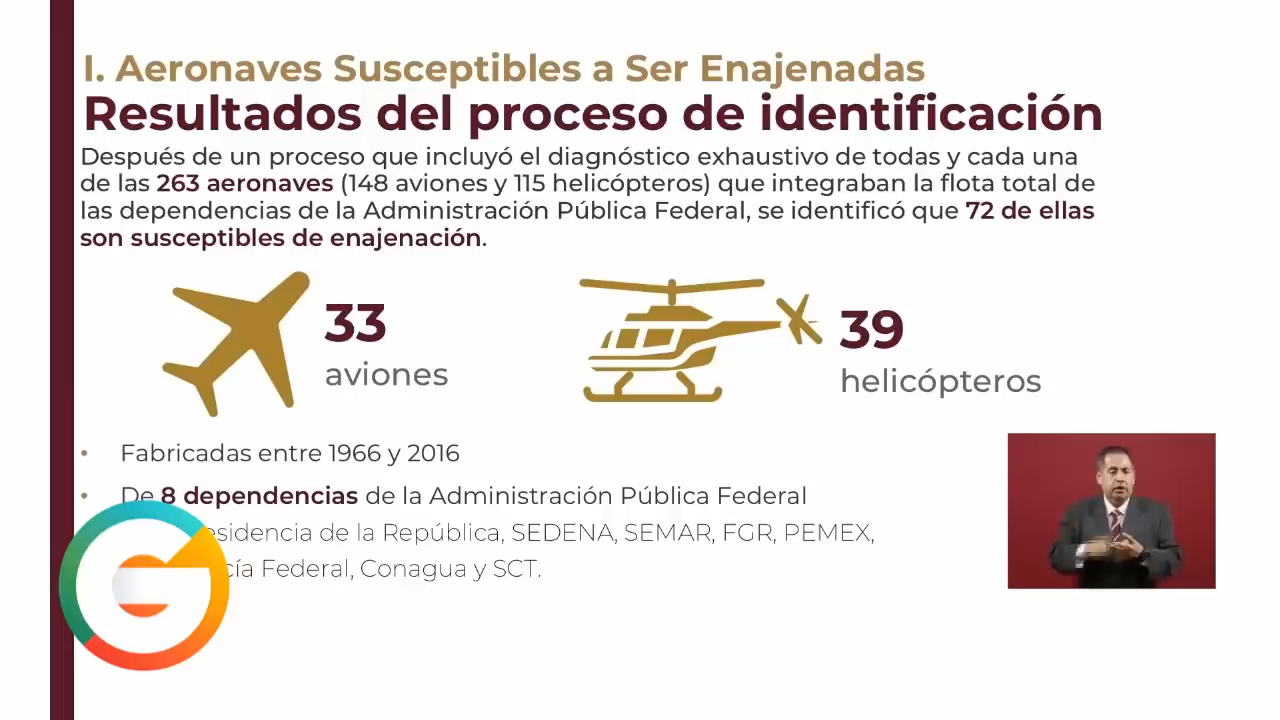 I. Aeronaves Susceptibles a Ser Enajenadas
Resultados del proceso de identificación
Después de un proceso que incluyó el diagnóstico exhaustivo de todas y cada una
de las 263 aeronaves (148 aviones y 115 helicópteros) que integraban la flota total de
las dependencias de la Administración Pública Federal, se identificó que 72 de ellas
son susceptibles de enajenación.
33
aviones
39
helicópteros
• Fabricadas entre 1966 y 2016
• De 8 dependencias de la Administración Pública Federal
de la República, SEDENA, SEMAR, FGR, PEMEX,
Federal, Conagua y SCT.
G